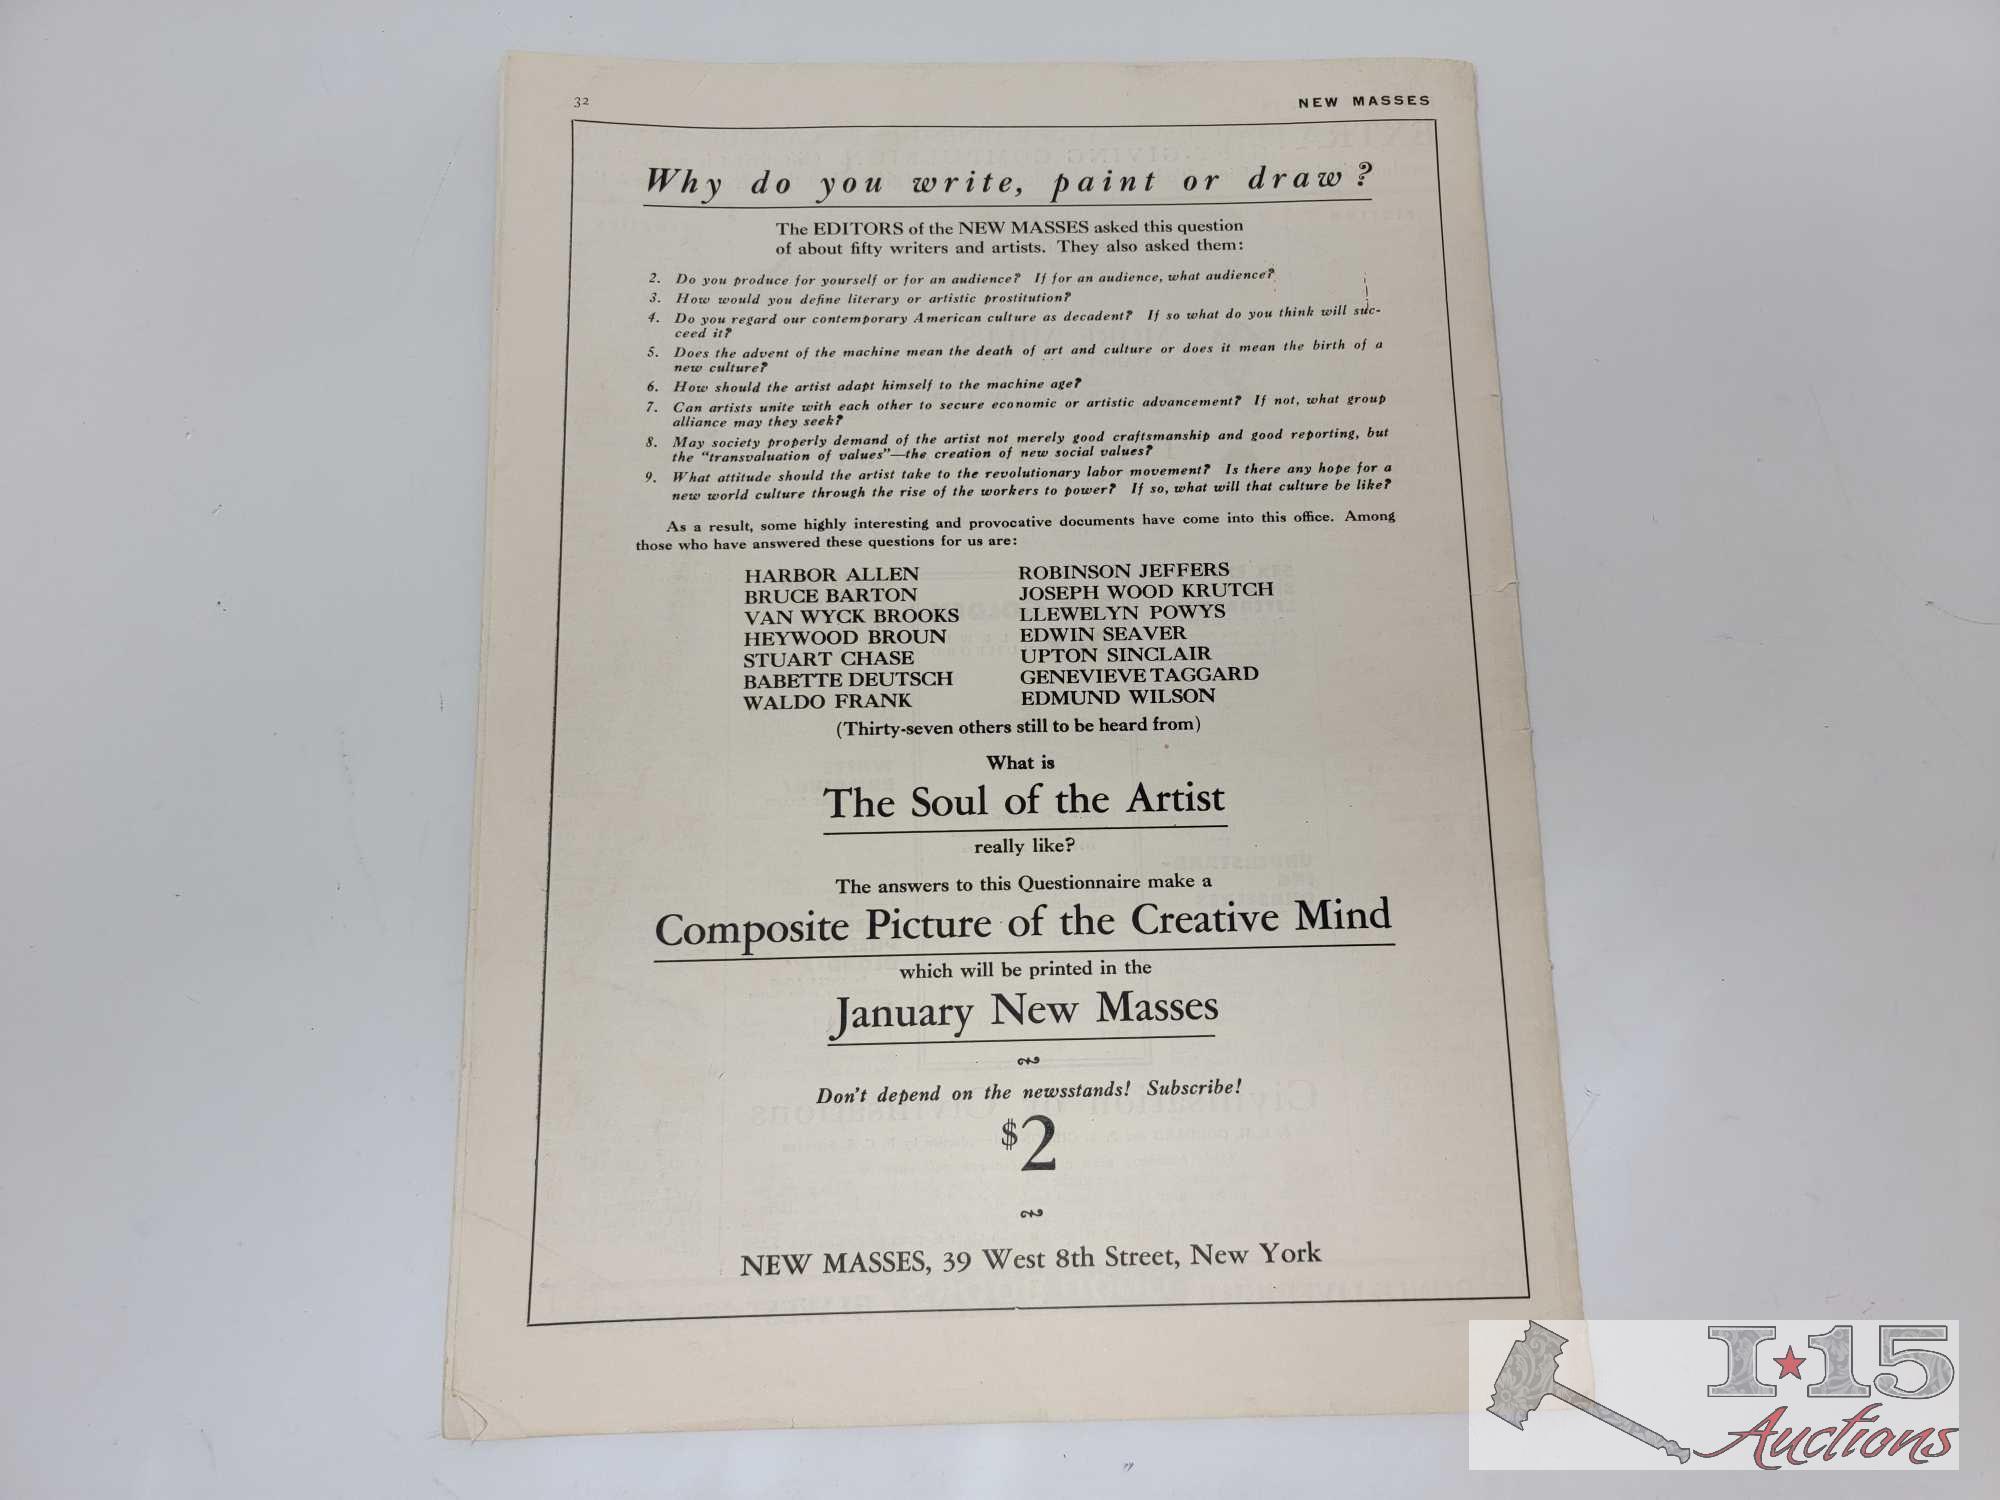 32
NEW MASSES
Why do you write, paint or draw?
The EDITORS of the NEW MASSES asked this question
of about fifty writers and artists. They also asked them:
2. Do you produce for yourself or for an audience? If for an audience, what audience?
3. How would you define literary or artistic prostitution?
4. Do you regard our contemporary American culture as decadent? If so what do you think will suc-
ceed it?
5. Does the advent of the machine mean the death of art and culture or does it mean the birth of a
new culture?
6. How should the artist adapt himself to the machine age?
7. Can artists unite with each other to secure economic or artistic advancement? If not, what group
alliance may they seek?
8. May society properly demand of the artist not merely good craftsmanship and good reporting, but
the "transvaluation of values"—the creation of new social values?
9. What attitude should the artist take to the revolutionary labor movement? Is there any hope for a
new world culture through the rise of the workers to power? If so, what will that culture be like?
As a result, some highly interesting and provocative documents have come into this office. Among
those who have answered these questions for us are:
HARBOR ALLEN
BRUCE BARTON
VAN WYCK BROOKS
HEYWOOD BROUN
STUART CHASE
BABETTE DEUTSCH
WALDO FRANK
ROBINSON JEFFERS
JOSEPH WOOD KRUTCH
LLEWELYN POWYS
EDWIN SEAVER
UPTON SINCLAIR
GENEVIEVE TAGGARD
EDMUND WILSON
(Thirty-seven others still to be heard from)
What is
The Soul of the Artist
really like?
The answers to this Questionnaire make a
Composite Picture of the Creative Mind
which will be printed in the
January New Masses
Don't depend on the newsstands! Subscribe!
$2
NEW MASSES, 39 West 8th Street, New York
I-15
Auctions